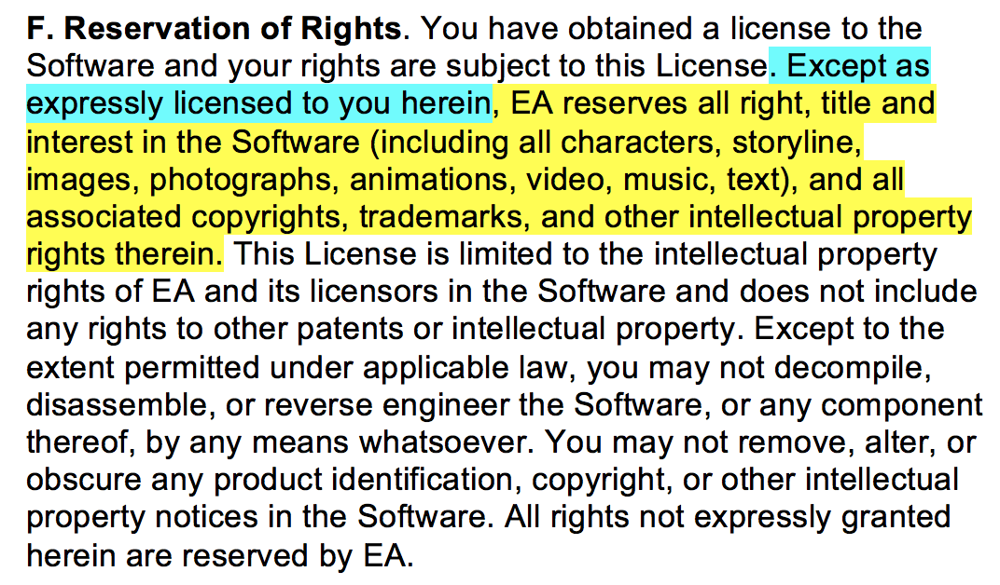 F. Reservation of Rights. You have obtained a license to the
Software and your rights are subject to this License. Except as
expressly licensed to you herein, EA reserves all right, title and
interest in the Software (including all characters, storyline,
images, photographs, animations, video, music, text), and all
associated copyrights, trademarks, and other intellectual property
rights therein. This License is limited to the intellectual property
rights of EA and its licensors in the Software and does not include
any rights to other patents or intellectual property. Except to the
extent permitted under applicable law, you may not decompile,
disassemble, or reverse engineer the Software, or any component
thereof, by any means whatsoever. You may not remove, alter, or
obscure any product identification, copyright, or other intellectual
property notices in the Software. All rights not expressly granted
herein are reserved by EA.